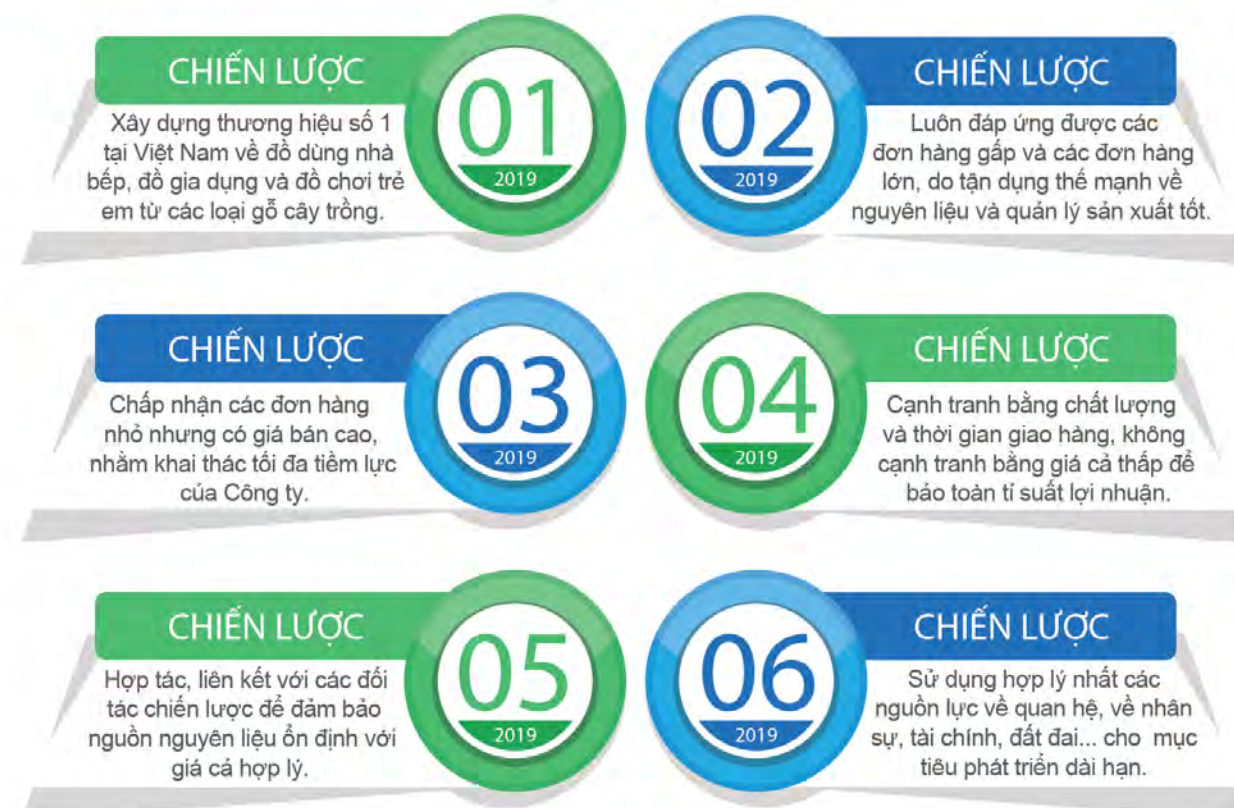 CHIẾN LƯỢC
01
2019
Xây dựng thương hiệu số 1
tại Việt Nam về đồ dùng nhà
bếp, đồ gia dụng và đồ chơi trẻ
em từ các loại gỗ cây trồng.
CHIẾN LƯỢC
02
2019
Luôn đáp ứng được các
đơn hàng gấp và các đơn hàng
lớn, do tận dụng thế mạnh về
nguyên liệu và quản lý sản xuất tốt.
CHIẾN LƯỢC
03
2019
Chấp nhận các đơn hàng
nhỏ nhưng có giá bán cao,
nhằm khai thác tối đa tiềm lực
của Công ty.
CHIẾN LƯỢC
04
2019
Cạnh tranh bằng chất lượng
và thời gian giao hàng, không
cạnh tranh bằng giá cả thấp để
bảo toàn tỉ suất lợi nhuận.
CHIẾN LƯỢC
05
2019
Hợp tác, liên kết với các đối
tác chiến lược để đảm bảo
nguồn nguyên liệu ổn định với
giá cả hợp lý.
CHIẾN LƯỢC
06
2019
Sử dụng hợp lý nhất các
nguồn lực về quan hệ, về nhân
sự, tài chính, đất đai... cho mục
tiêu phát triển dài hạn.